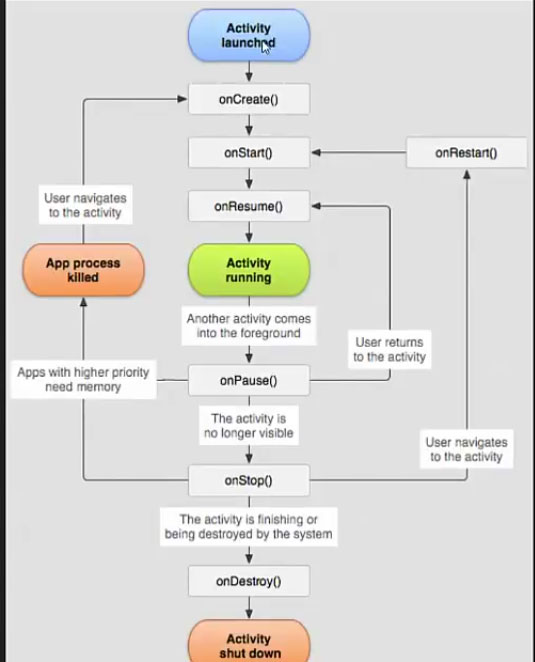 Activity
launched
onCreate()
onStart()
onRestart()
onResume()
User navigates
to the activity
App process
killed
Activity
running
Another activity comes
into the foreground
User returns
to the activity
Apps with higher priority
need memory
onPause()
The activity is
no longer visible
User navigates
to the activity
onStop()
The activity is finishing or
being destroyed by the system
onDestroy()
Activity
shut down